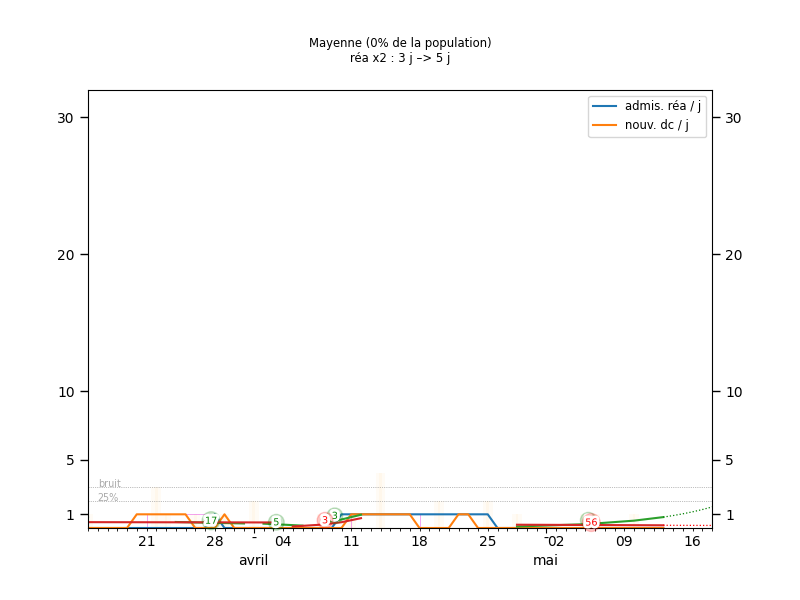 Mayenne (0% de la population)
réa x2 : 3 j –> 5 j
admis. réa / j
nouv. dc / j
30 30
20 20
10 10
5 5
bruit
25%
1 17 5 3 3 56 1
21 28 - 04 11 18 25 - 02 09 16
avril mai